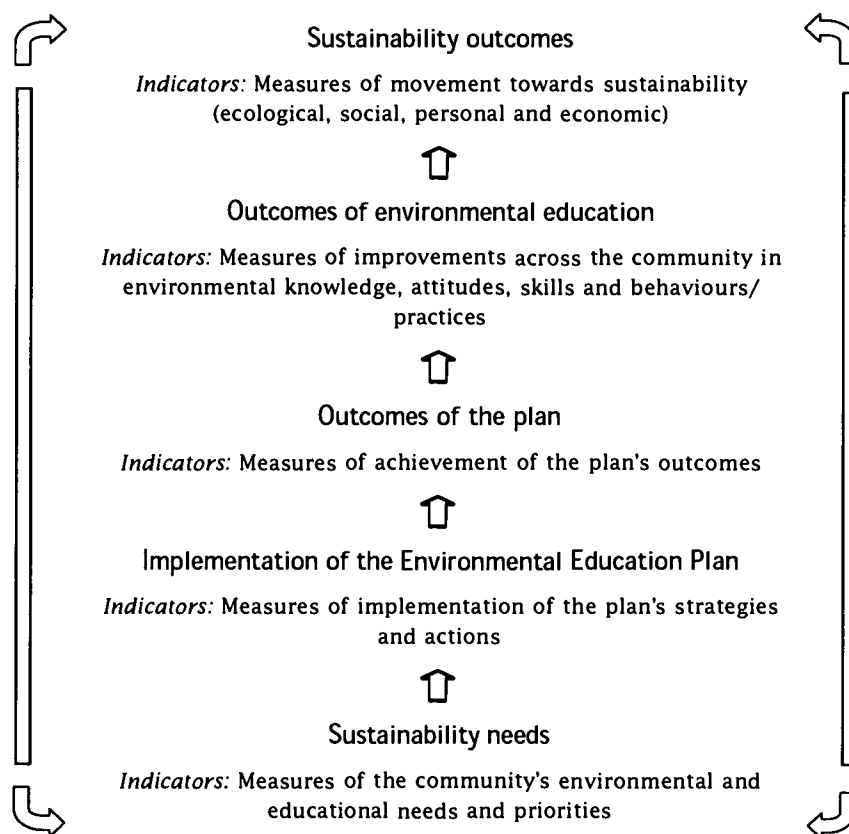 Sustainability outcomes
Indicators: Measures of movement towards sustainability
(ecological, social, personal and economic)
Outcomes of environmental education
Indicators: Measures of improvements across the community in
environmental knowledge, attitudes, skills and behaviours/
practices
Outcomes of the plan
Indicators: Measures of achievement of the plan's outcomes
Implementation of the Environmental Education Plan
Indicators: Measures of implementation of the plan's strategies
and actions
Sustainability needs
Indicators: Measures of the community's environmental and
educational needs and priorities